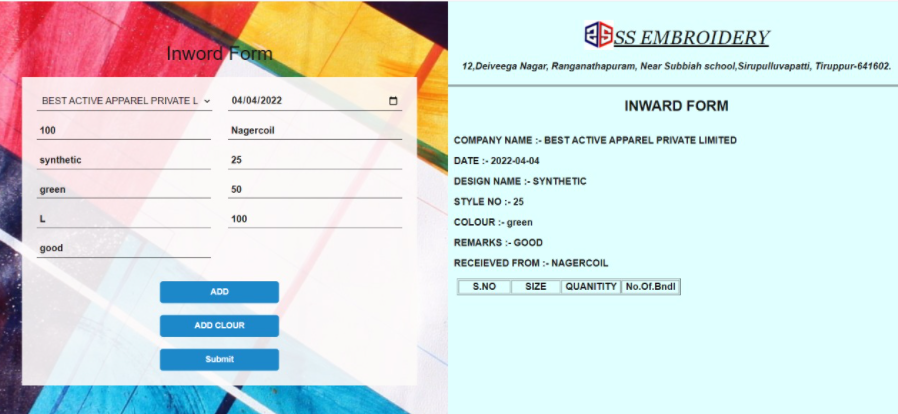 Inword Form
BEST ACTIVE APPAREL PRIVATE L
04/04/2022
100
Nagercoil
synthetic
25
green
50
L
100
good
ADD
ADD CLOUR
Submit
SS EMBROIDERY
12,Deiveega Nagar, Ranganathapuram, Near Subbiah school,Sirupulluvapatti, Tiruppur-641602.
INWARD FORM
COMPANY NAME :- BEST ACTIVE APPAREL PRIVATE LIMITED
DATE :- 2022-04-04
DESIGN NAME :- SYNTHETIC
STYLE NO :- 25
COLOUR :- green
REMARKS :- GOOD
RECEIEVED FROM :- NAGERCOIL
S.NO SIZE QUANITITY No.Of.Bndl